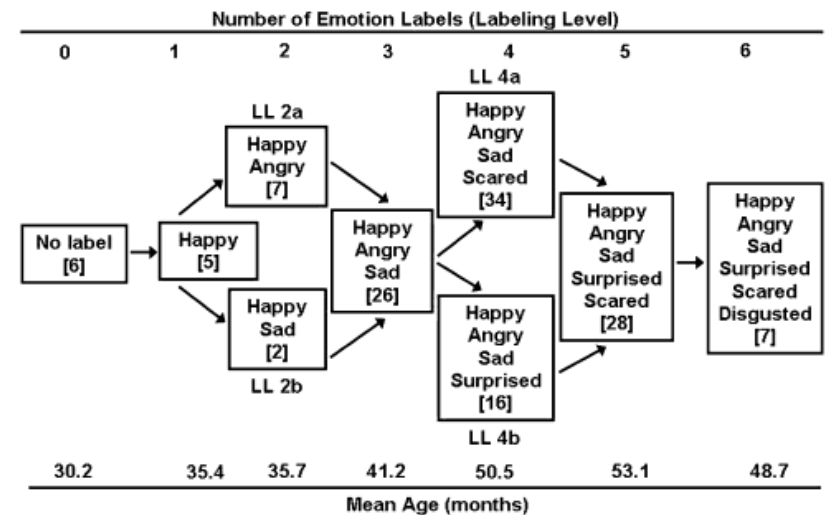 Number of Emotion Labels (Labeling Level)
0 1 2 3 4 5 6
No label
[6]
Happy
[5]
LL 2a
Happy
Angry
[7]
Happy
Sad
[2]
LL 2b
Happy
Angry
Sad
[26]
LL 4a
Happy
Angry
Sad
Scared
[34]
Happy
Angry
Sad
Surprised
[16]
LL 4b
Happy
Angry
Sad
Surprised
Scared
[28]
Happy
Angry
Sad
Surprised
Scared
Disgusted
[7]
30.2 35.4 35.7 41.2 50.5 53.1 48.7
Mean Age (months)